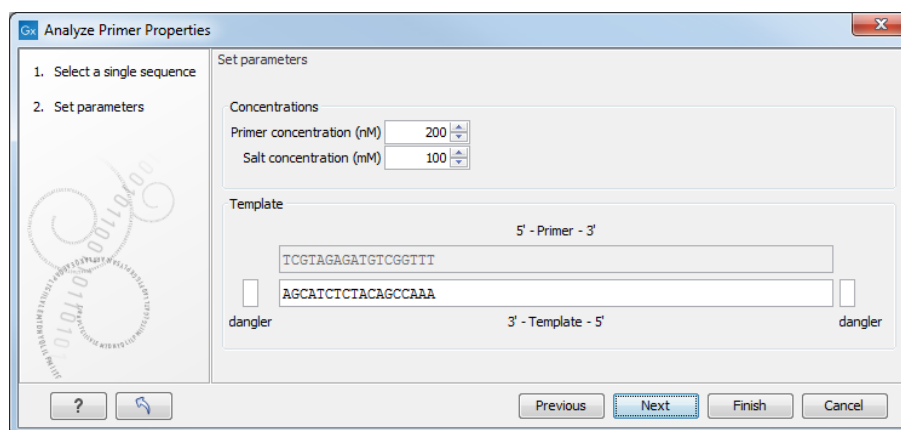 Gx Analyze Primer Properties
1. Select a single sequence
2. Set parameters
Set parameters
Concentrations
Primer concentration (nM) 200
Salt concentration (mM) 100
Template
5' - Primer - 3'
TCGTAGAGATGTCGGTTT
AGCATCTCTACAGCCAAA
dangler 3' - Template - 5' dangler
? Previous Next Finish Cancel